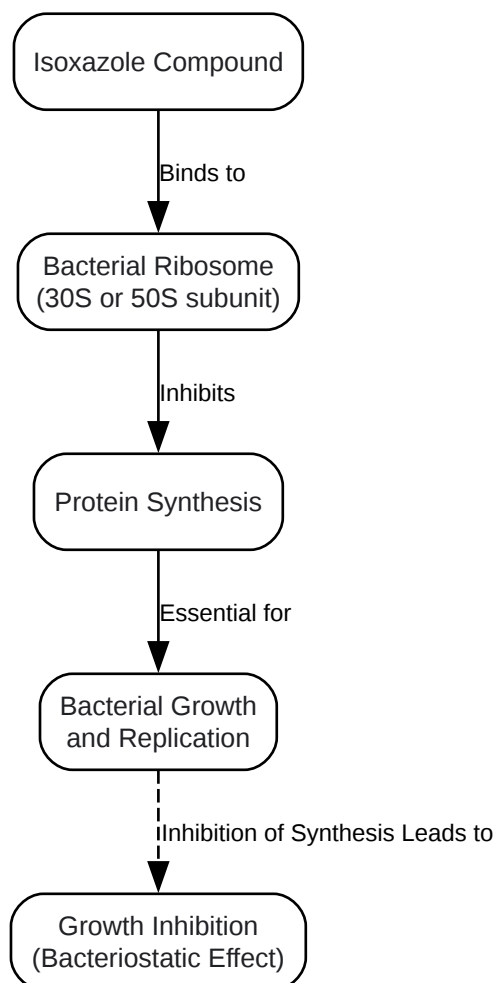 Isoxazole Compound
Binds to
Bacterial Ribosome
(30S or 50S subunit)
Inhibits
Protein Synthesis
Essential for
Bacterial Growth
and Replication
Inhibition of Synthesis Leads to
Growth Inhibition
(Bacteriostatic Effect)